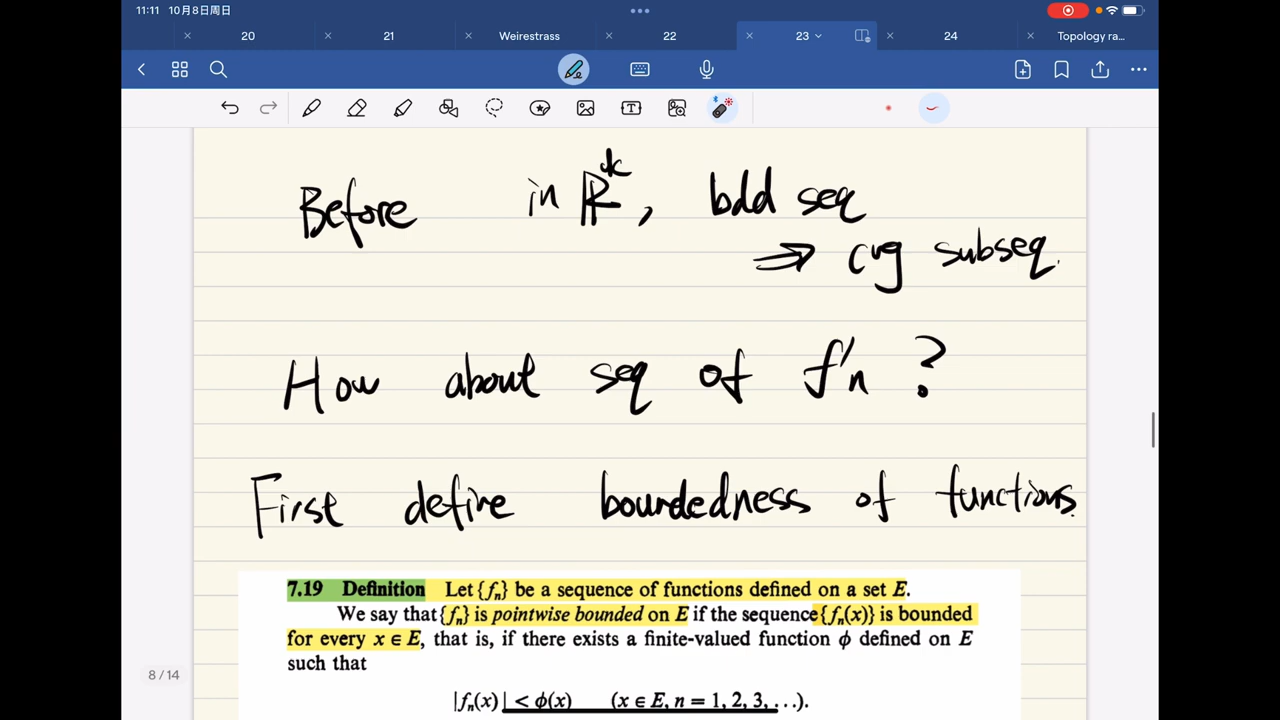 11:11 10月8日周日
20 21 Weirestrass 22 23 24 Topology ra...
Before in ℝᵏ, bdd seq
⇒ cvg subseq.
How about seq of f'n ?
First define boundedness of functions.
7.19 Definition Let {fₙ} be a sequence of functions defined on a set E.
We say that {fₙ} is pointwise bounded on E if the sequence {fₙ(x)} is bounded
for every x ∈ E, that is, if there exists a finite-valued function ϕ defined on E
such that
|fₙ(x)| < ϕ(x) (x ∈ E, n = 1, 2, 3, . . .).
8 / 14